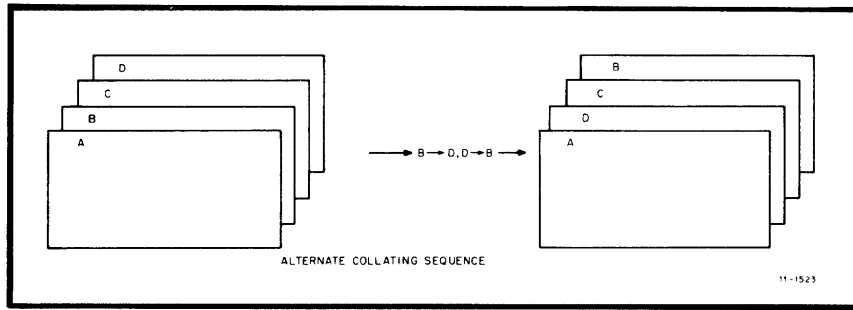 D
C
B
A
B → D, D → B
B
C
D
A
ALTERNATE COLLATING SEQUENCE
11-1523